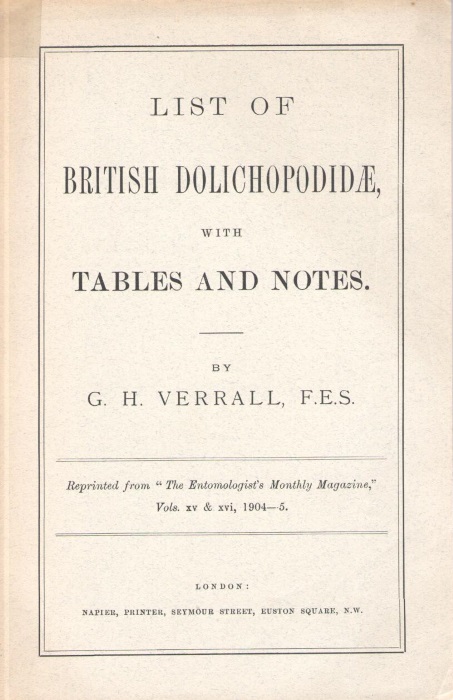 LIST OF
BRITISH DOLICHOPODIDÆ,
WITH
TABLES AND NOTES.
BY
G. H. VERRALL, F.E.S.
Reprinted from "The Entomologist's Monthly Magazine,"
Vols. xv & xvi, 1904—5.
LONDON:
NAPIER, PRINTER, SEYMOUR STREET, EUSTON SQUARE, N.W.